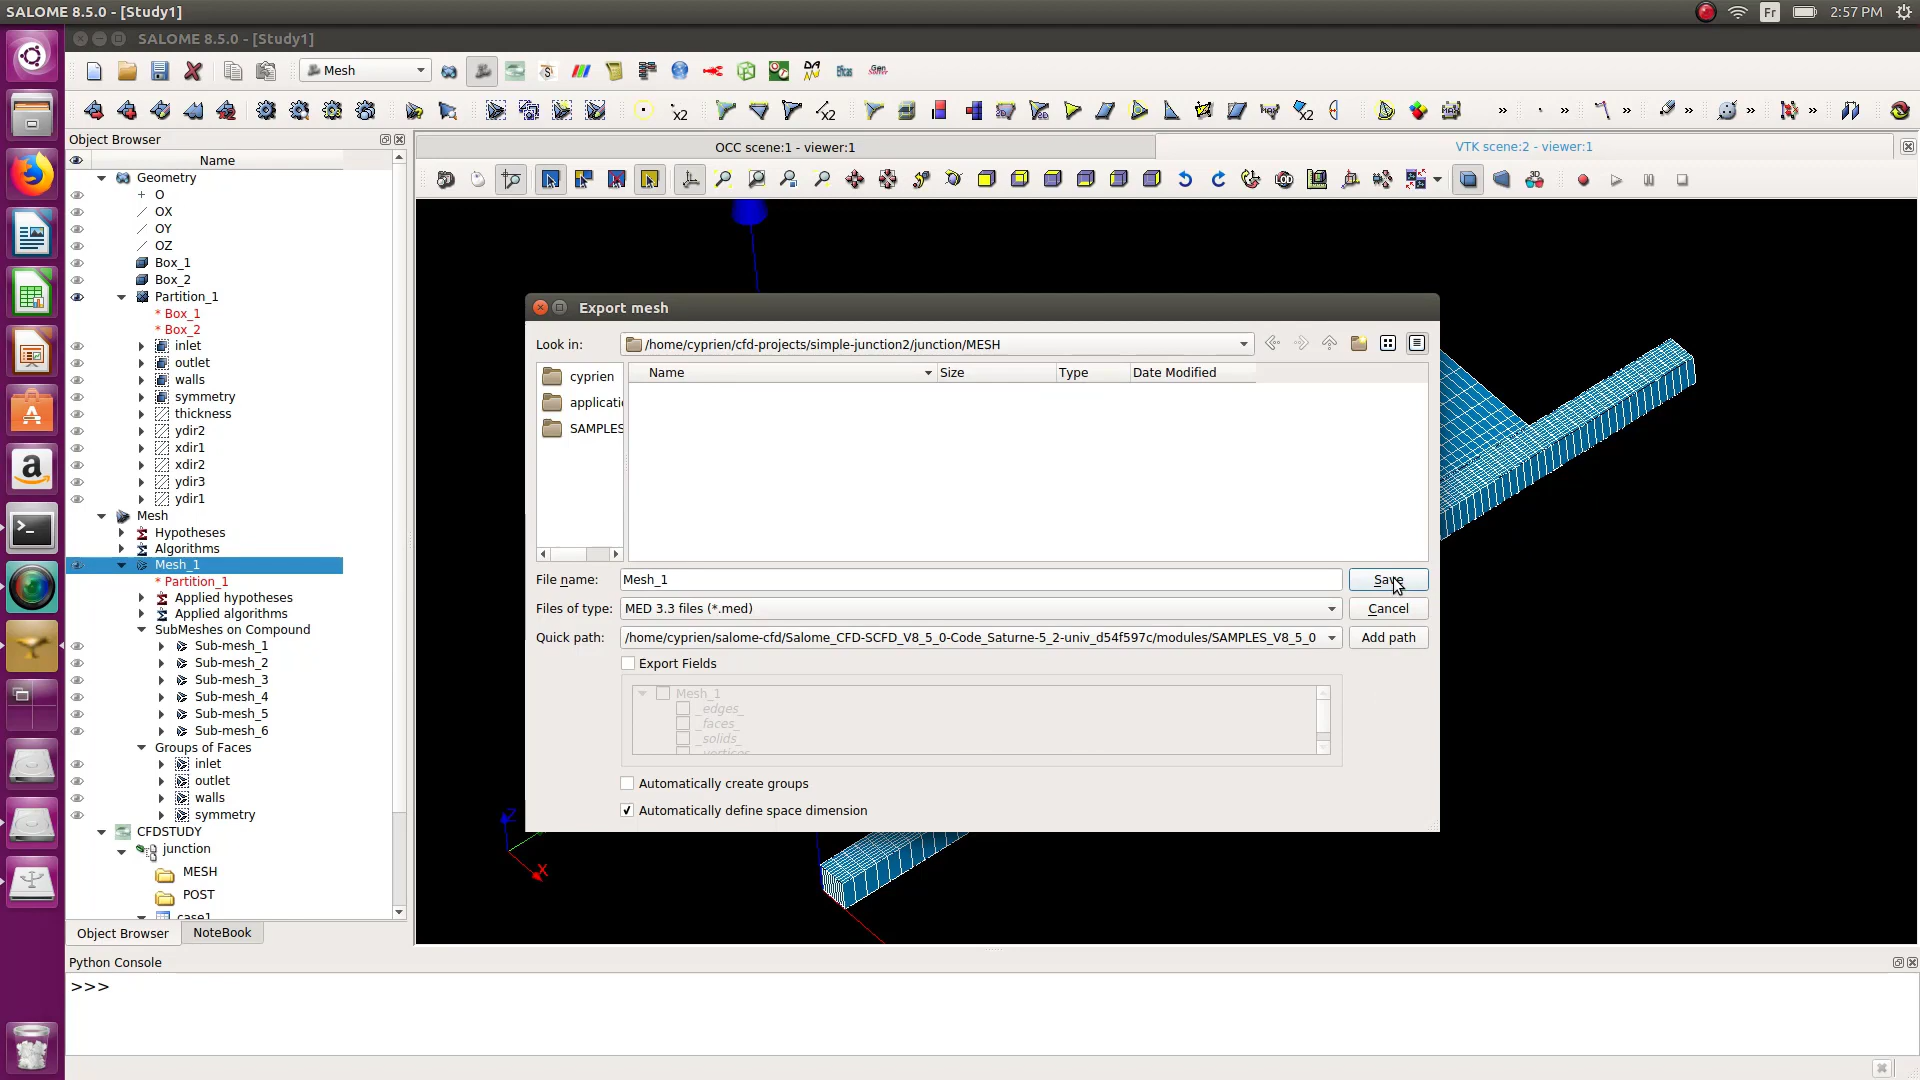 SALOME 8.5.0 - [Study1]
Fr
2:57 PM
SALOME 8.5.0 - [Study1]
Mesh
Object Browser
Name
Geometry
O
OX
OY
OZ
Box_1
Box_2
Partition_1
* Box_1
* Box_2
inlet
outlet
walls
symmetry
thickness
ydir2
xdir1
xdir2
ydir3
ydir1
Mesh
Hypotheses
Algorithms
Mesh_1
* Partition_1
Applied hypotheses
Applied algorithms
SubMeshes on Compound
Sub-mesh_1
Sub-mesh_2
Sub-mesh_3
Sub-mesh_4
Sub-mesh_5
Sub-mesh_6
Groups of Faces
inlet
outlet
walls
symmetry
CFDSTUDY
junction
MESH
POST
case1
Object Browser
NoteBook
OCC scene:1 - viewer:1
VTK scene:2 - viewer:1
Export mesh
Look in:
/home/cyprien/cfd-projects/simple-junction2/junction/MESH
cyprien
applicati
SAMPLES
Name
Size
Type
Date Modified
File name:
Mesh_1
Save
Files of type:
MED 3.3 files (*.med)
Cancel
Quick path:
/home/cyprien/salome-cfd/Salome_CFD-SCFD_V8_5_0-Code_Saturne-5_2-univ_d54f597c/modules/SAMPLES_V8_5_0
Add path
Export Fields
Mesh_1
_edges_
_faces_
_solids_
_vertices_
Automatically create groups
Automatically define space dimension
Z
X
Python Console
>>>